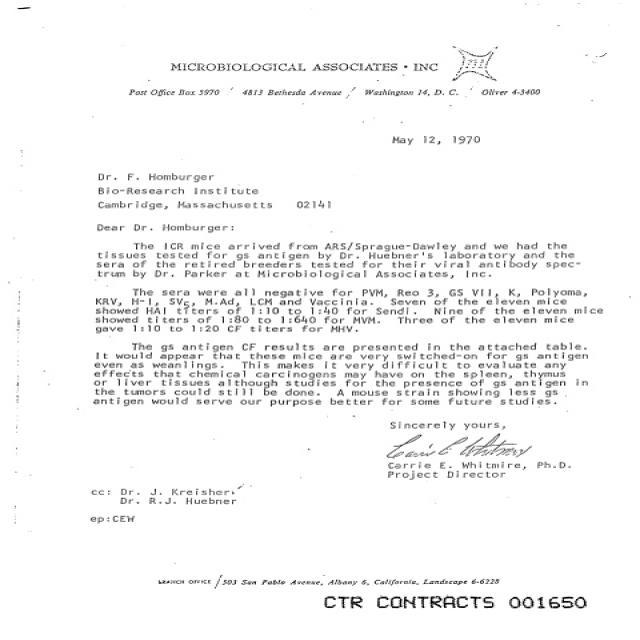 MICROBIOLOGICAL ASSOCIATES • INC
Post Office Box 5970 / 4813 Bethesda Avenue / Washington 14, D. C. / Oliver 4-3400
May 12, 1970
Dr. F. Homburger
Bio-Research Institute
Cambridge, Massachusetts 02141
Dear Dr. Homburger:
The ICR mice arrived from ARS/Sprague-Dawley and we had the
tissues tested for gs antigen by Dr. Huebner's laboratory and the
sera of the retired breeders tested for their viral antibody spec-
trum by Dr. Parker at Microbiological Associates, Inc.
The sera were all negative for PVM, Reo 3, GS VII, K, Polyoma,
KRV, H-I, SV5, M.Ad, LCM and Vaccinia. Seven of the eleven mice
showed HAI titers of 1:10 to 1:40 for Sendi. Nine of the eleven mice
showed titers of 1:80 to 1:640 for MVM. Three of the eleven mice
gave 1:10 to 1:20 CF titers for MHV.
The gs antigen CF results are presented in the attached table.
It would appear that these mice are very switched-on for gs antigen
even as weanlings. This makes it very difficult to evaluate any
effects that chemical carcinogens may have on the spleen, thymus
or liver tissues although studies for the presence of gs antigen in
the tumors could still be done. A mouse strain showing less gs
antigen would serve our purpose better for some future studies.
Sincerely yours,
Carrie E. Whitmire
Carrie E. Whitmire, Ph.D.
Project Director
cc: Dr. J. Kreisher
Dr. R.J. Huebner
ep:CEW
BRANCH OFFICE / 503 San Pablo Avenue, Albany 6, California, Landscape 6-6228
CTR CONTRACTS 001650